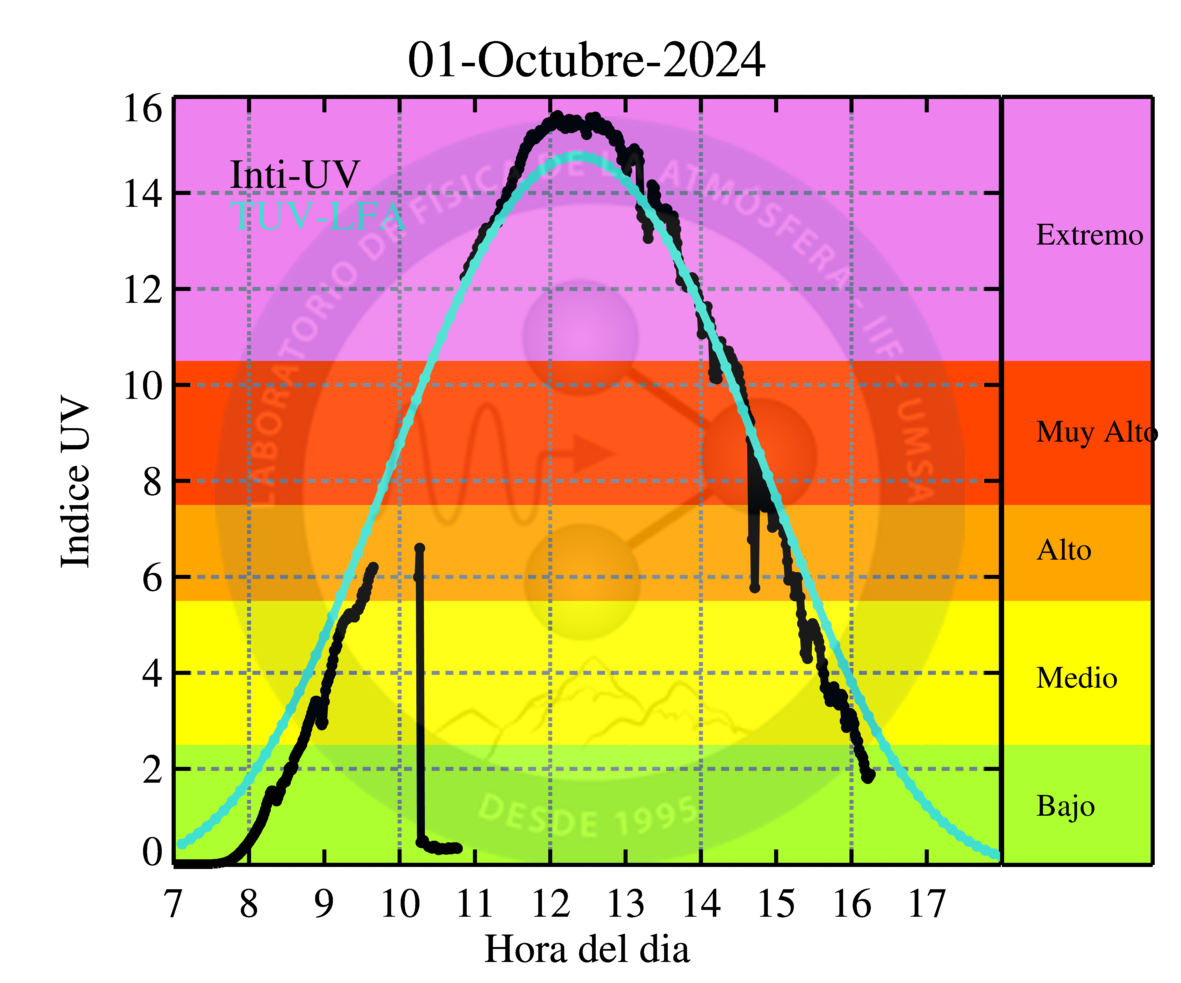 01-Octubre-2024
Inti-UV
TUV-LFA
Indice UV
16
14
12
10
8
6
4
2
0
7 8 9 10 11 12 13 14 15 16 17
Hora del dia
Extremo
Muy Alto
Alto
Medio
Bajo
LABORATORIO DE FÍSICA DE LA ATMÓSFERA - IIF - UMSA
DESDE 1995